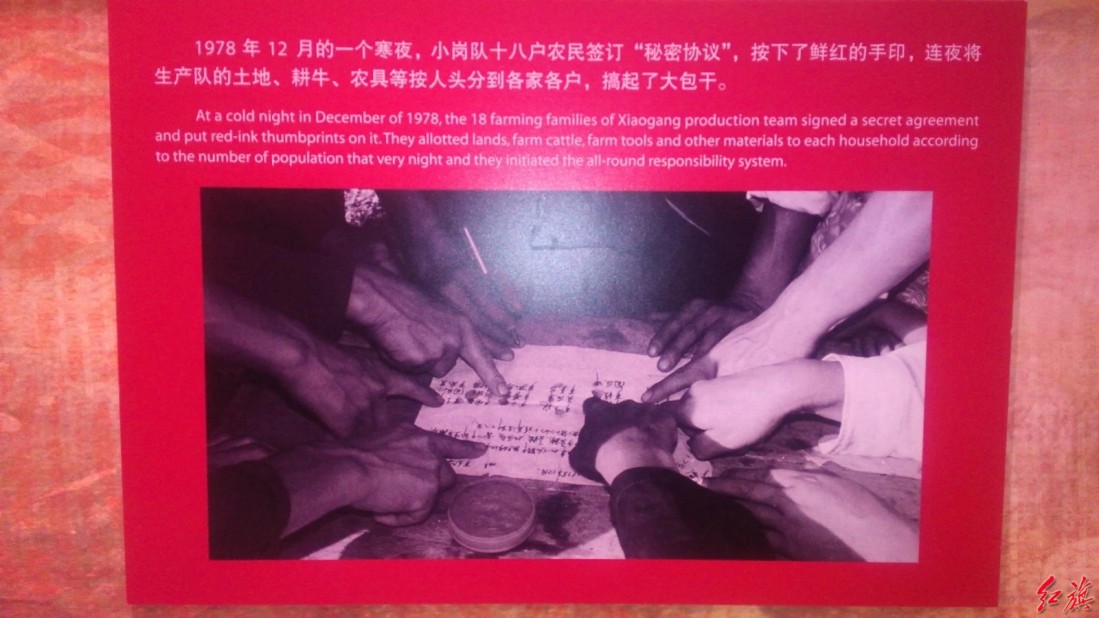 1978 年 12 月的一个寒夜，小岗队十八户农民签订“秘密协议”，按下了鲜红的手印，连夜将
生产队的土地、耕牛、农具等按人头分到各家各户，搞起了大包干。
At a cold night in December of 1978, the 18 farming families of Xiaogang production team signed a secret agreement
and put red-ink thumbprints on it. They allotted lands, farm cattle, farm tools and other materials to each household according
to the number of population that very night and they initiated the all-round responsibility system.
红旗